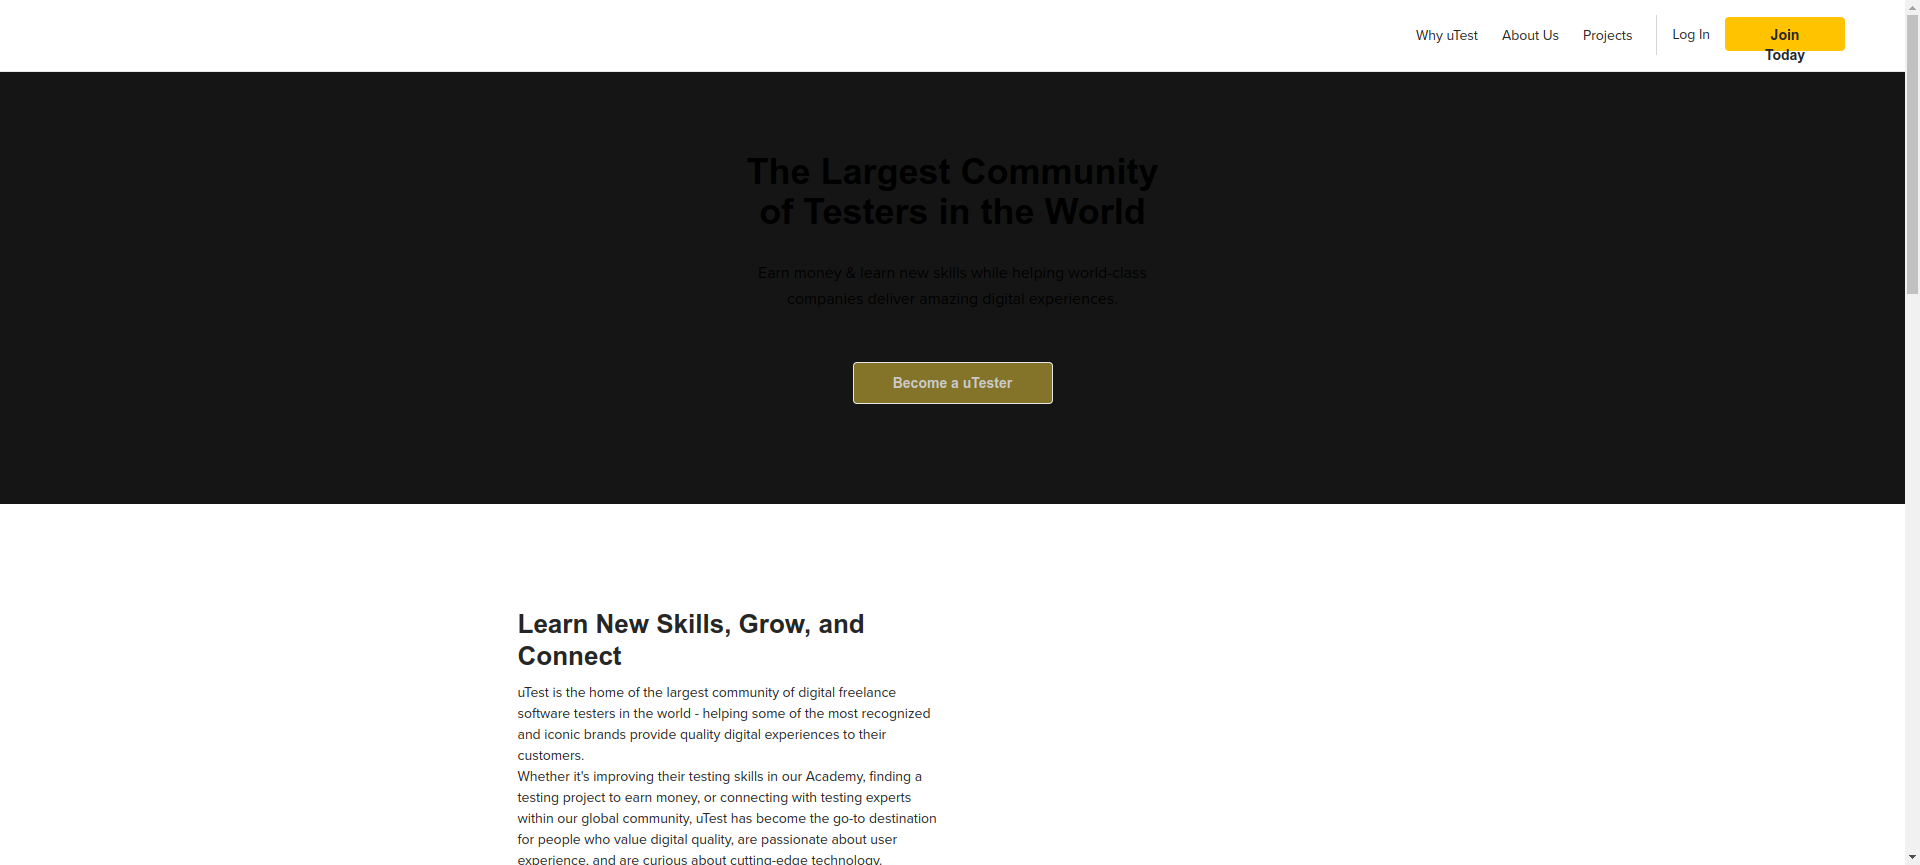 Why uTest About Us Projects Log In Join
Today
The Largest Community
of Testers in the World
Earn money & learn new skills while helping world-class
companies deliver amazing digital experiences.
Become a uTester
Learn New Skills, Grow, and
Connect
uTest is the home of the largest community of digital freelance
software testers in the world - helping some of the most recognized
and iconic brands provide quality digital experiences to their
customers.
Whether it's improving their testing skills in our Academy, finding a
testing project to earn money, or connecting with testing experts
within our global community, uTest has become the go-to destination
for people who value digital quality, are passionate about user
experience, and are curious about cutting-edge technology.